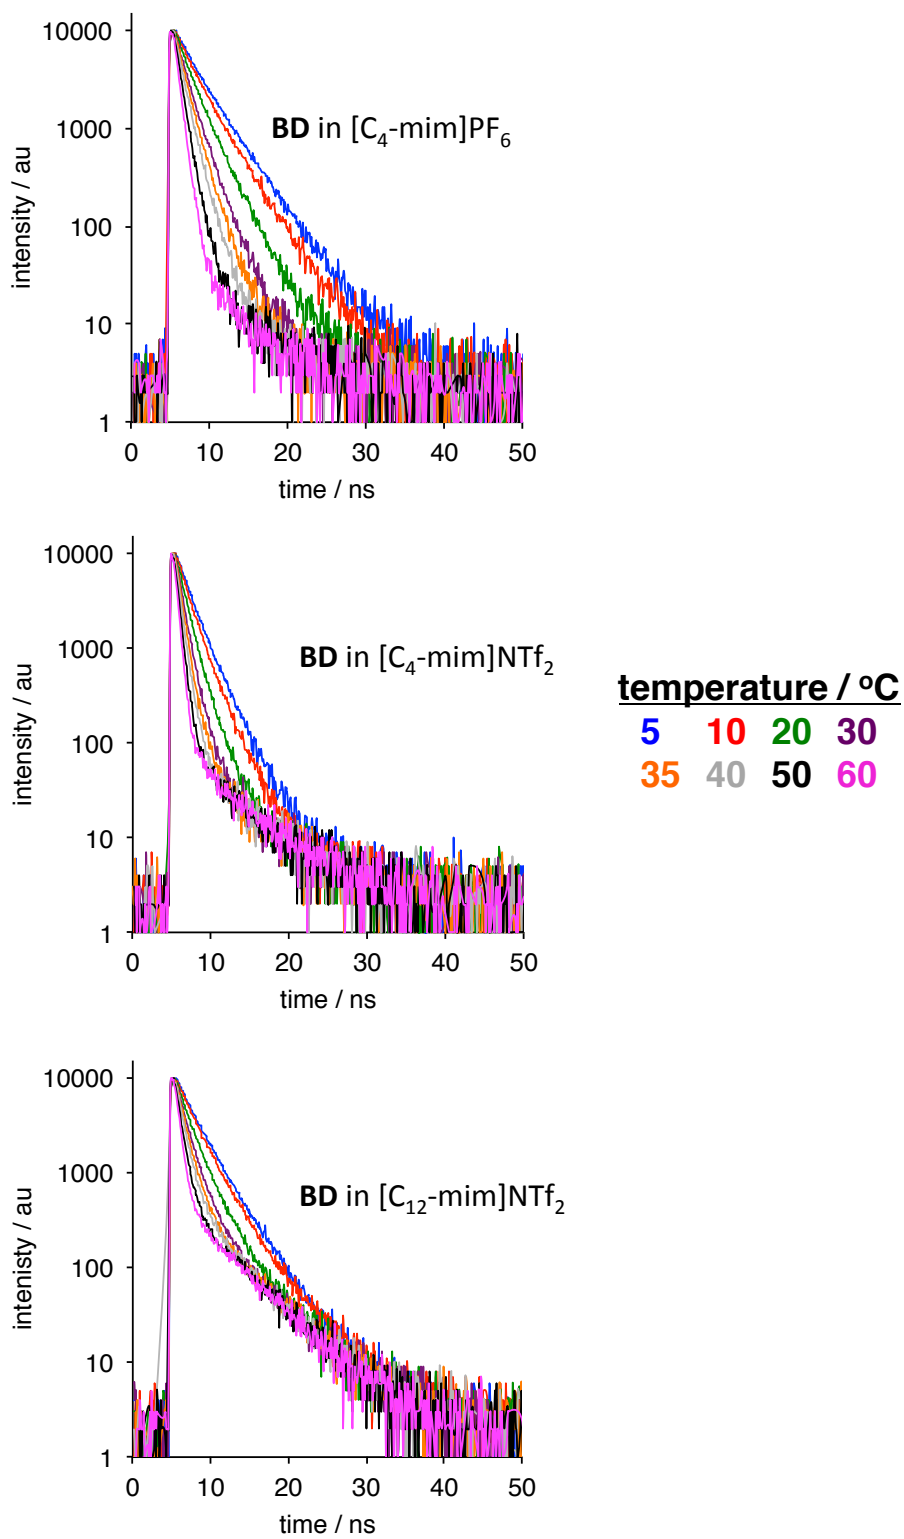 10000
1000
100
10
1
intensity / au
BD in [C₄-mim]PF₆
0 10 20 30 40 50
time / ns
10000
1000
100
10
1
intensity / au
BD in [C₄-mim]NTf₂
0 10 20 30 40 50
time / ns
temperature / ºC
5 10 20 30
35 40 50 60
10000
1000
100
10
1
intenisty / au
BD in [C₁₂-mim]NTf₂
0 10 20 30 40 50
time / ns